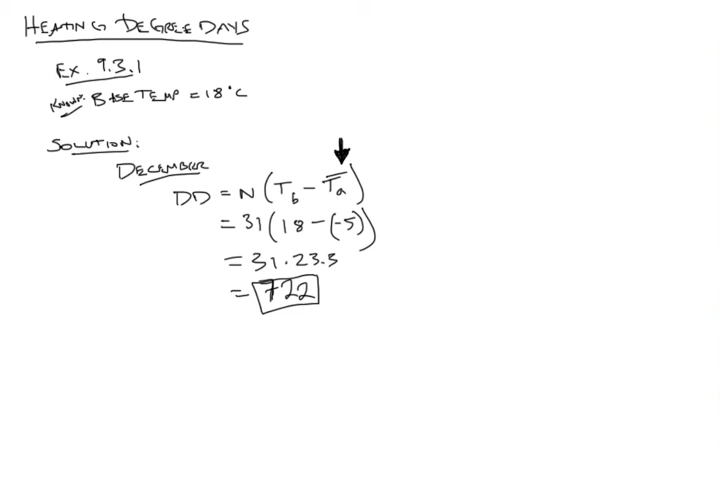 HEATING DEGREE DAYS
Ex. 9.3.1
KNOWN: BASE TEMP = 18°C
SOLUTION:
DECEMBER
DD = N (T_b - T̅_a)
= 31 (18 - (-5))
= 31 · 23.3
= 722